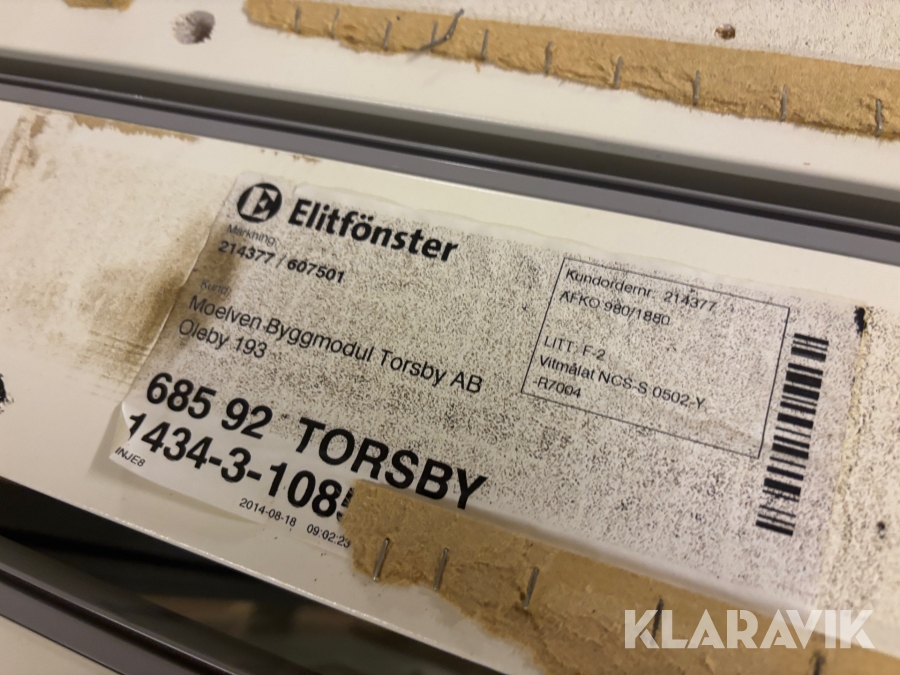 E Elitfönster
Märkning:
214377 / 607501
Kund:
Moelven Byggmodul Torsby AB
Oleby 193
685 92 TORSBY
1434-3-108
INJE8
2014-08-18 09:02:23
Kundordernr: 214377 /
AFKO 980/1880
LITT: F-2
Vitmålat NCS-S 0502-Y
-R7004
KLARAVIK